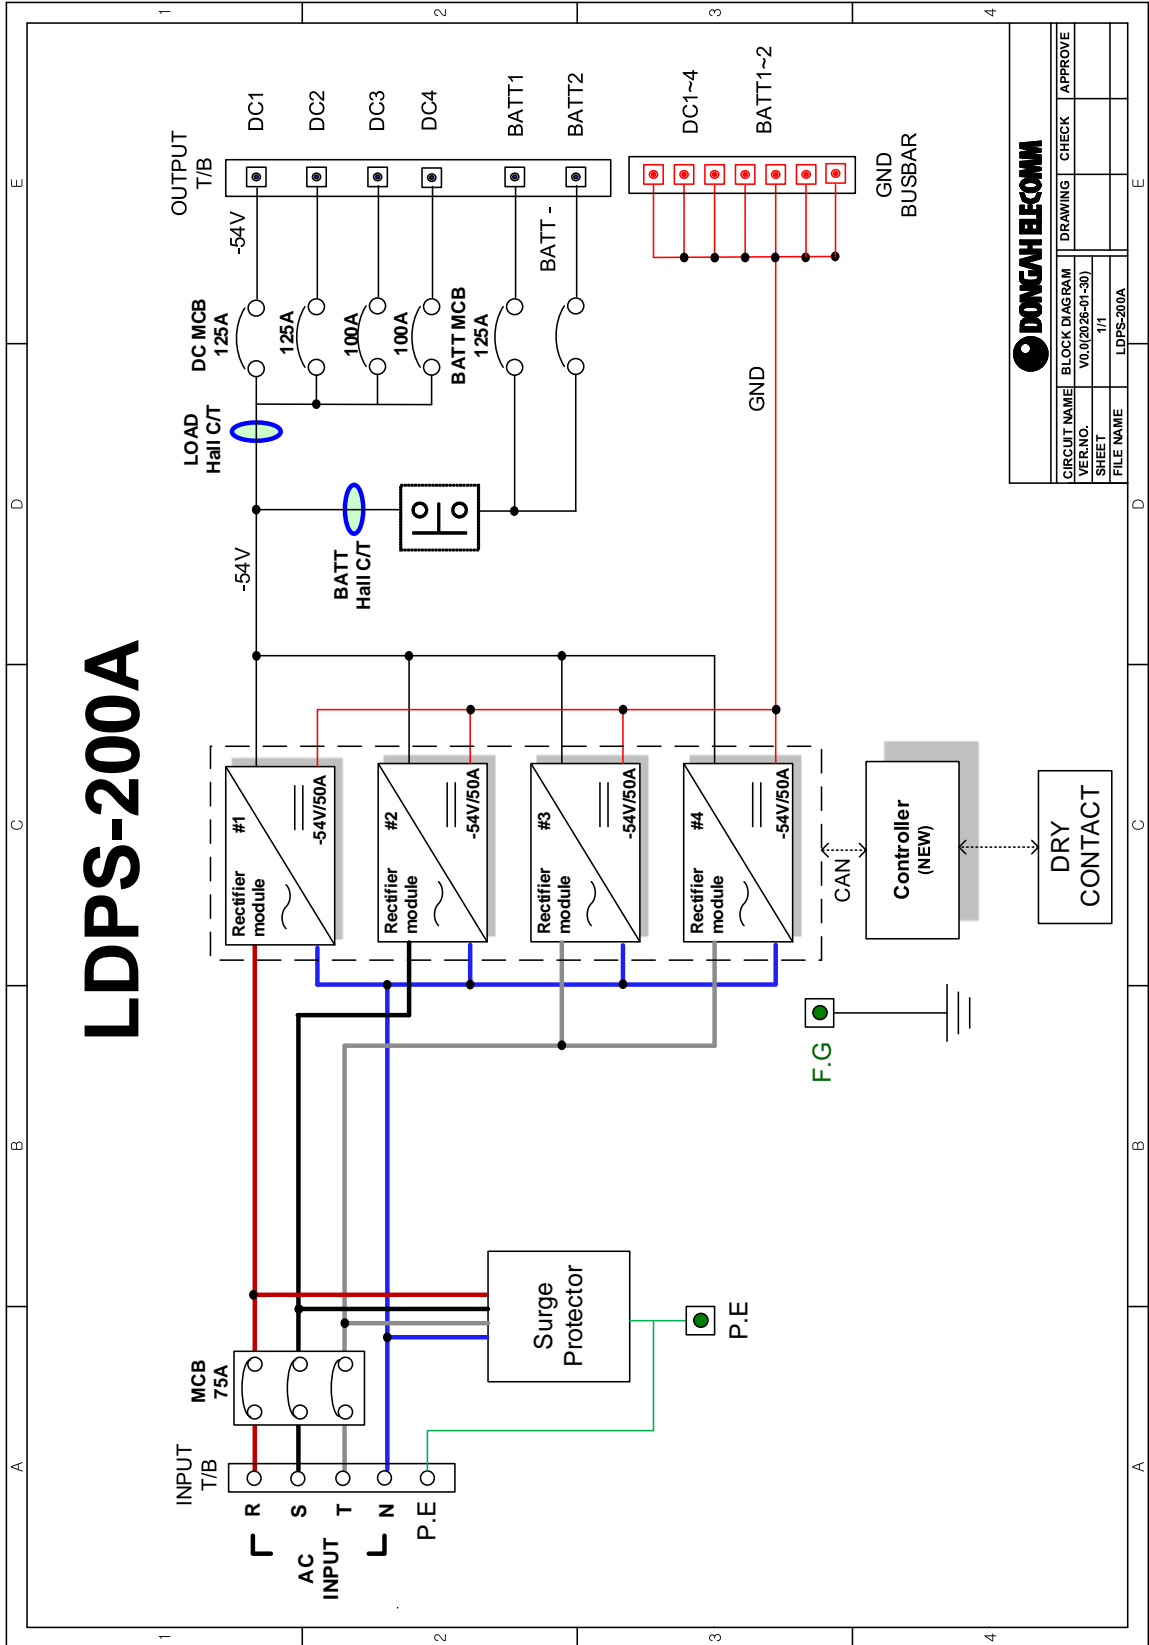 LDPS-200A
1
2
3
4
A
B
C
D
E
INPUT
T/B
R
S
T
N
P.E
AC
INPUT
MCB
75A
Surge
Protector
P.E
F.G
#1
Rectifier
module
-54V/50A
#2
Rectifier
module
-54V/50A
#3
Rectifier
module
-54V/50A
#4
Rectifier
module
-54V/50A
CAN
Controller
(NEW)
DRY
CONTACT
-54V
BATT
Hall C/T
LOAD
Hall C/T
DC MCB
125A
125A
100A
100A
BATT MCB
125A
-54V
BATT -
GND
OUTPUT
T/B
DC1
DC2
DC3
DC4
BATT1
BATT2
DC1~4
BATT1~2
GND
BUSBAR
DONGAH ELECOMM
CIRCUIT NAME BLOCK DIAGRAM DRAWING CHECK APPROVE
VER.NO. V0.0(2026-01-30)
SHEET 1/1
FILE NAME LDPS-200A
1
2
3
4
A
B
C
D
E